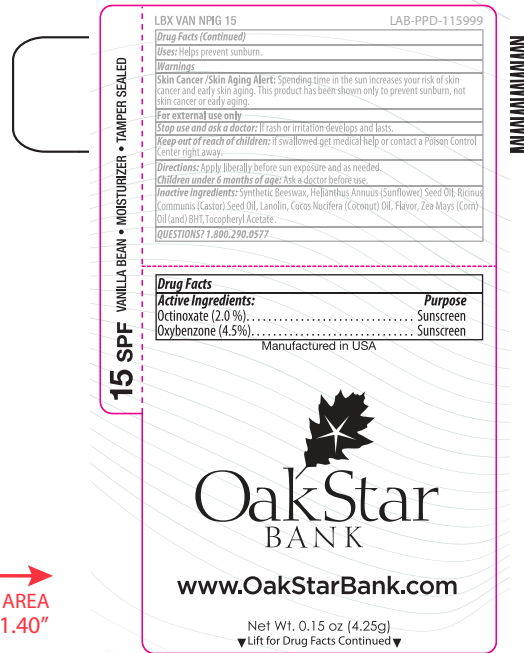 LBX VAN NPIG 15 LAB-PPD-115999
Drug Facts (Continued)
Uses: Helps prevent sunburn.
Warnings
Skin Cancer /Skin Aging Alert: Spending time in the sun increases your risk of skin
cancer and early skin aging. This product has been shown only to prevent sunburn, not
skin cancer or early aging.
For external use only
Stop use and ask a doctor: If rash or irritation develops and lasts.
Keep out of reach of children: if swallowed get medical help or contact a Poison Control
Center right away.
Directions: Apply liberally before sun exposure and as needed.
Children under 6 months of age: Ask a doctor before use.
Inactive ingredients: Synthetic Beeswax, Helianthus Annuus (Sunflower) Seed Oil, Ricinus
Communis (Castor) Seed Oil, Lanolin, Cocos Nucifera (Coconut) Oil, Flavor, Zea Mays (Corn)
Oil (and) BHT, Tocopheryl Acetate.
QUESTIONS? 1.800.290.0577
15 SPF VANILLA BEAN • MOISTURIZER • TAMPER SEALED
Drug Facts
Active Ingredients: Purpose
Octinoxate (2.0 %)............................ Sunscreen
Oxybenzone (4.5%)........................... Sunscreen
Manufactured in USA
OakStar
BANK
www.OakStarBank.com
Net Wt. 0.15 oz (4.25g)
▼Lift for Drug Facts Continued▼
AREA
1.40"